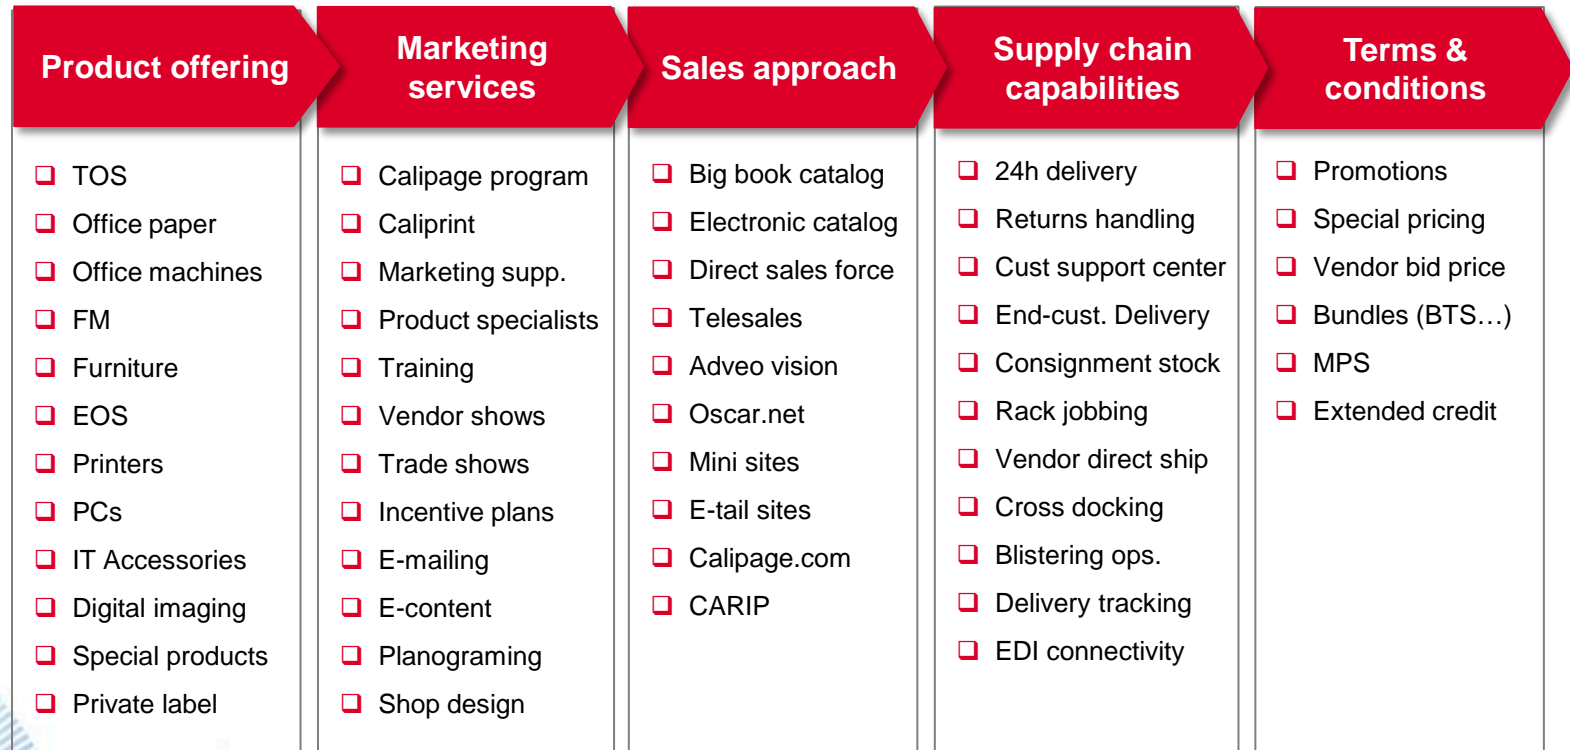 Product offering
TOS
Office paper
Office machines
FM
Furniture
EOS
Printers
PCs
IT Accessories
Digital imaging
Special products
Private label
Marketing
services
Calipage program
Caliprint
Marketing supp.
Product specialists
Training
Vendor shows
Trade shows
Incentive plans
E-mailing
E-content
Planograming
Shop design
Sales approach
Big book catalog
Electronic catalog
Direct sales force
Telesales
Adveo vision
Oscar.net
Mini sites
E-tail sites
Calipage.com
CARIP
Supply chain
capabilities
24h delivery
Returns handling
Cust support center
End-cust. Delivery
Consignment stock
Rack jobbing
Vendor direct ship
Cross docking
Blistering ops.
Delivery tracking
EDI connectivity
Terms &
conditions
Promotions
Special pricing
Vendor bid price
Bundles (BTS…)
MPS
Extended credit